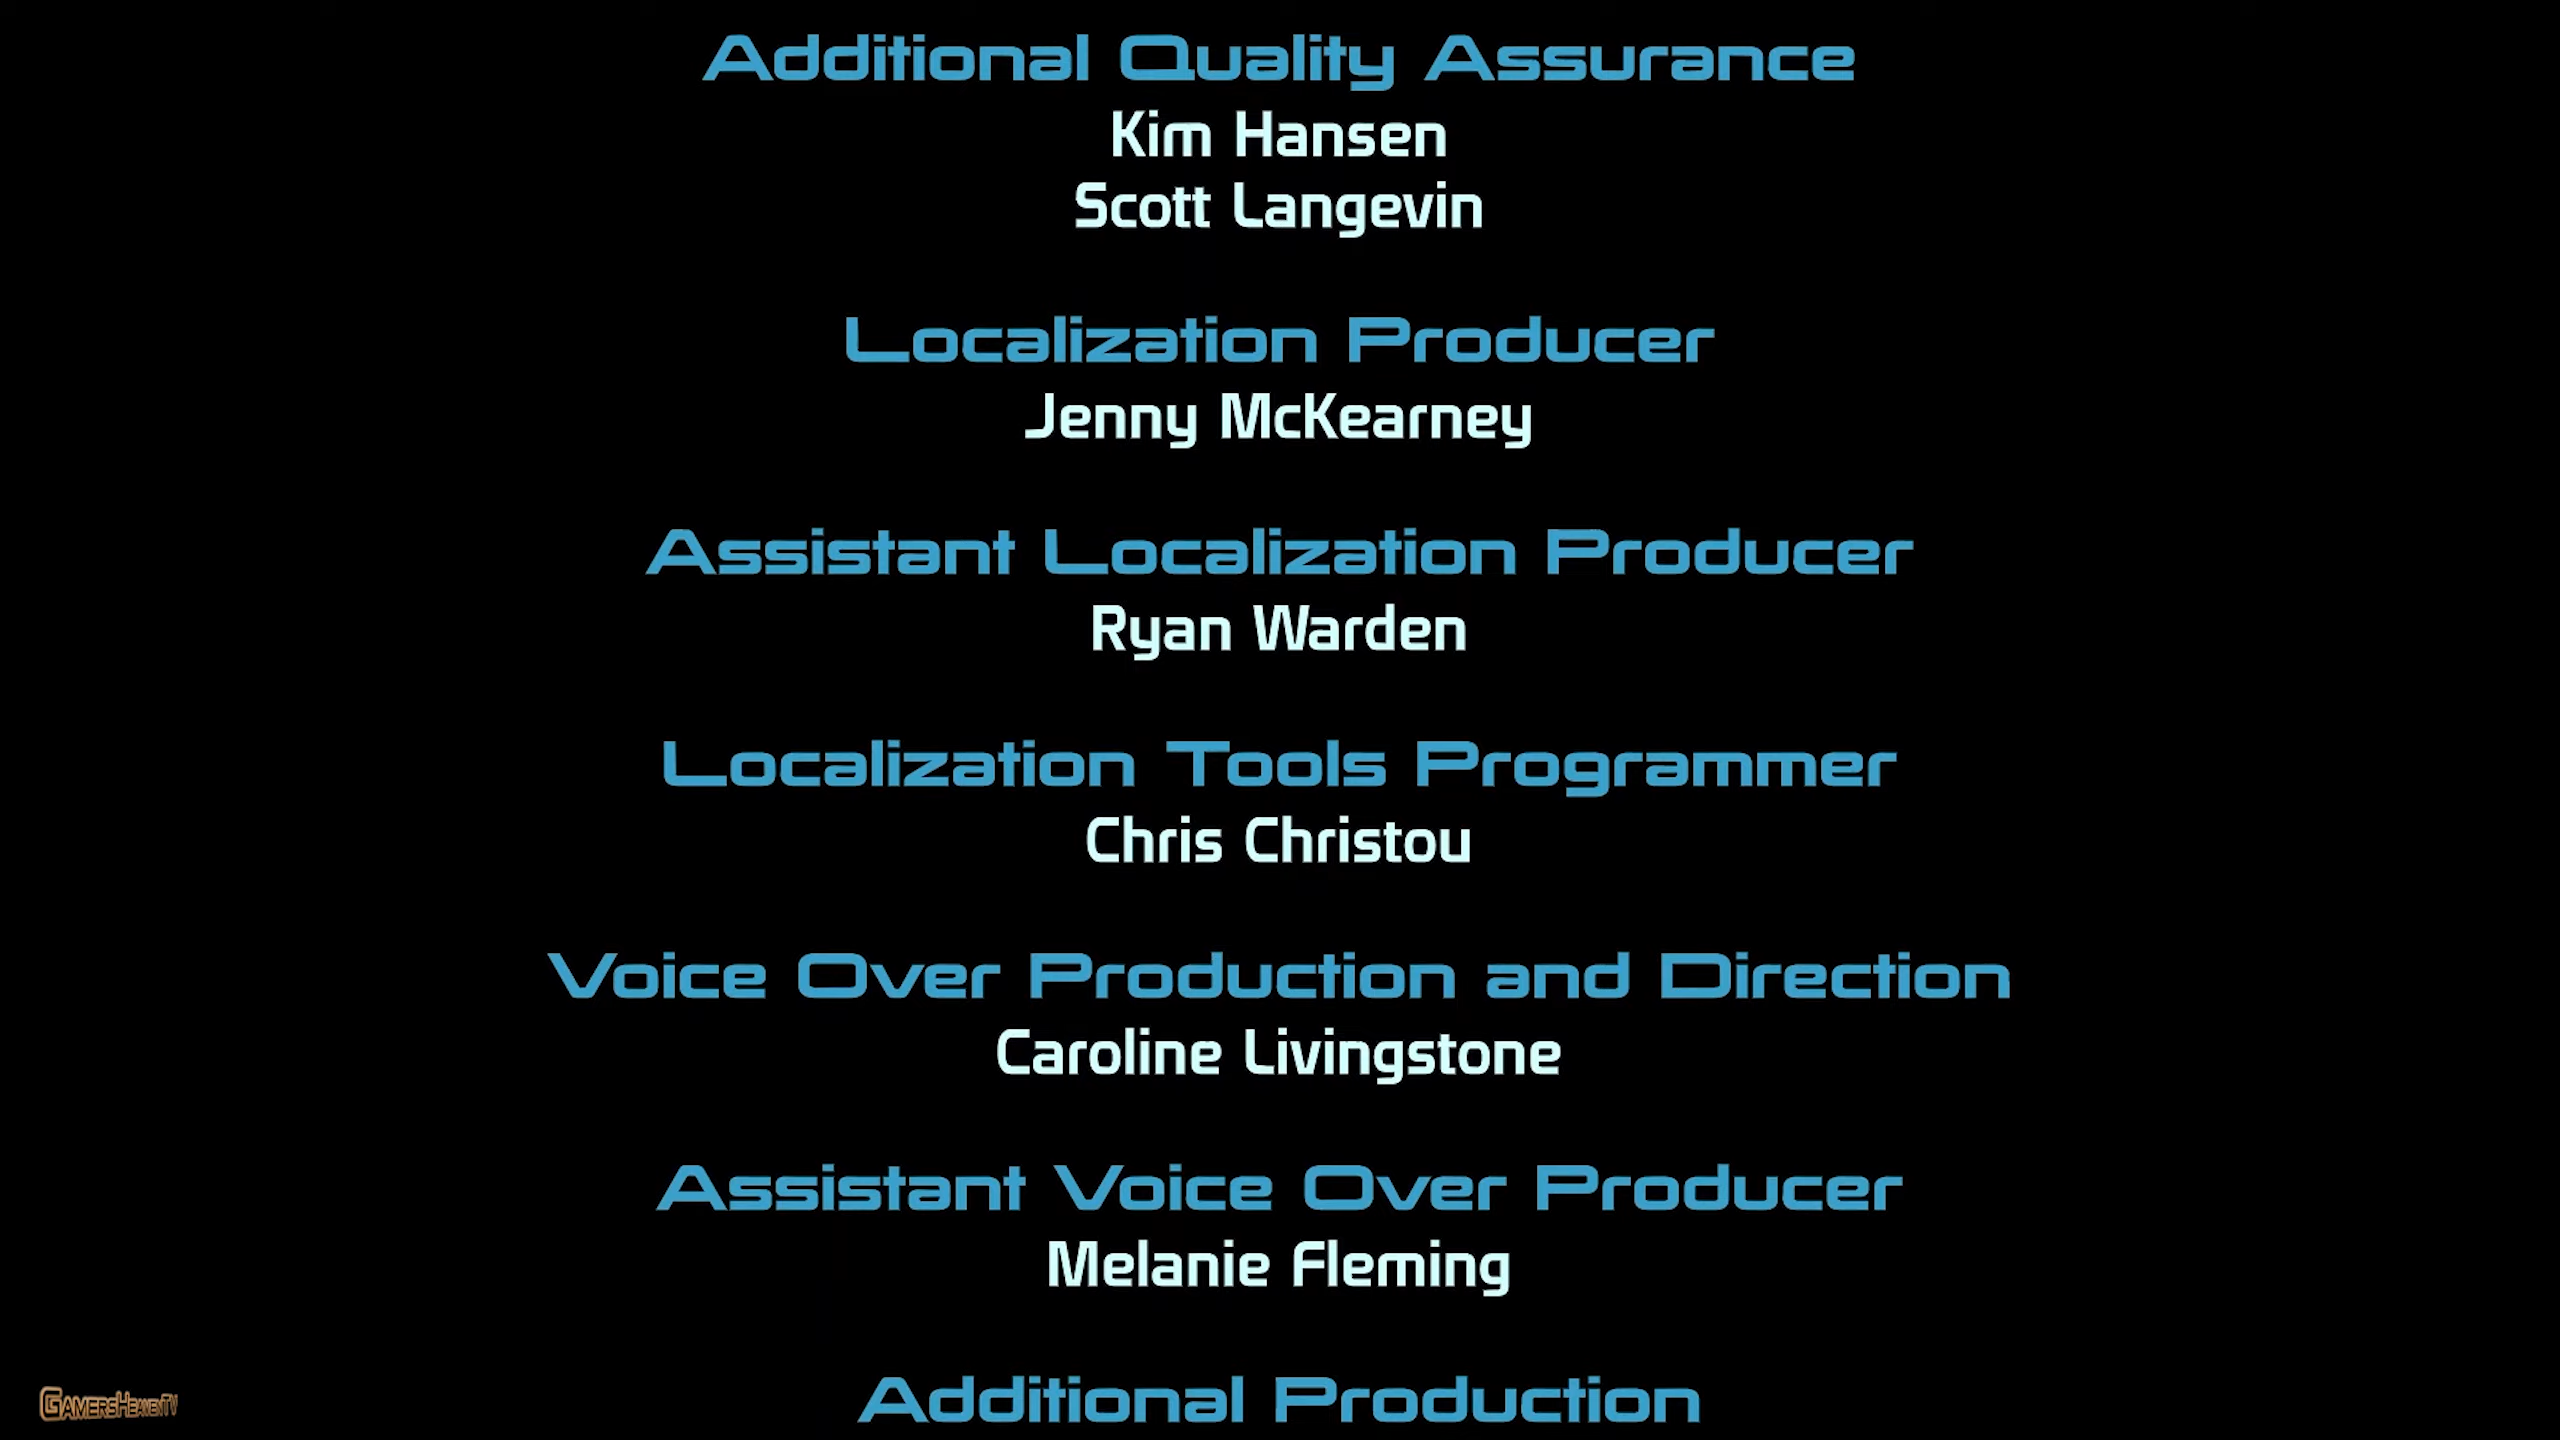 Additional Quality Assurance
Kim Hansen
Scott Langevin
Localization Producer
Jenny McKearney
Assistant Localization Producer
Ryan Warden
Localization Tools Programmer
Chris Christou
Voice Over Production and Direction
Caroline Livingstone
Assistant Voice Over Producer
Melanie Fleming
Additional Production
GamersHeavenTV